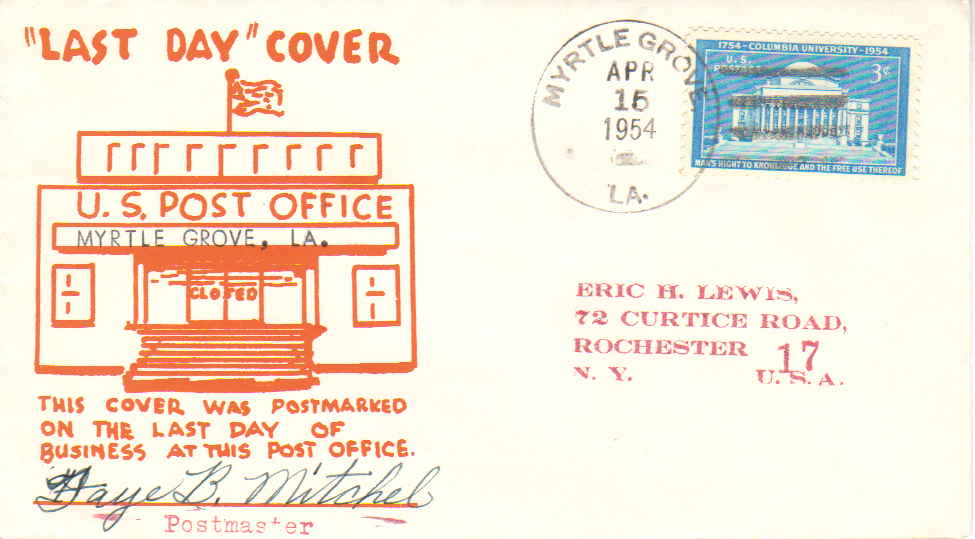 "LAST DAY" COVER
U. S. POST OFFICE
MYRTLE GROVE, LA.
CLOSED
THIS COVER WAS POSTMARKED
ON THE LAST DAY OF
BUSINESS AT THIS POST OFFICE.
Faye B. Mitchel
Postmaster
MYRTLE GROVE
APR
15
1954
LA.
1754-COLUMBIA UNIVERSITY-1954
U.S.
POSTAGE
3¢
MAN'S RIGHT TO KNOWLEDGE AND THE FREE USE THEREOF
ERIC H. LEWIS,
72 CURTICE ROAD,
ROCHESTER 17
N. Y. U. S. A.